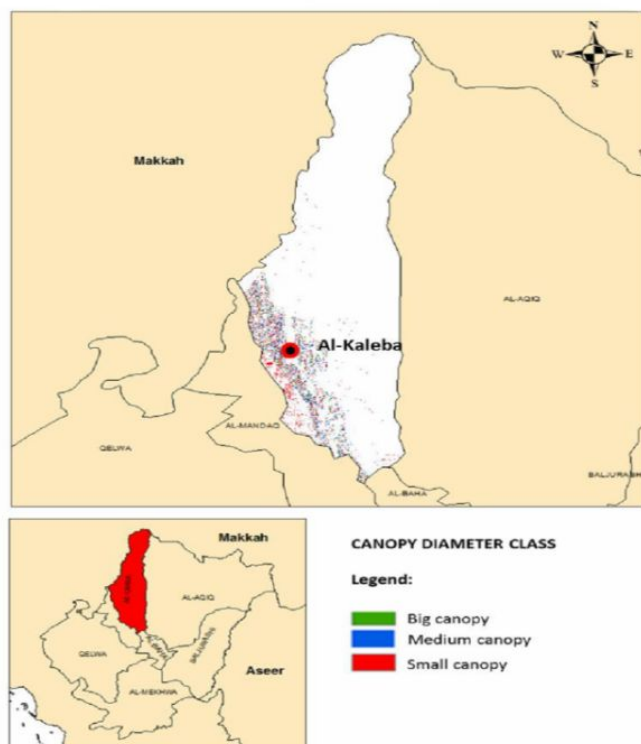 N
W E
S
Makkah
AL-AQIQ
Al-Kaleba
AL-MANDAQ
QELWA
BALJURASH
AL-BAHA
Makkah
AL-AQIQ
QELWA
Aseer
AL-MEKHWA
CANOPY DIAMETER CLASS
Legend:
Big canopy
Medium canopy
Small canopy